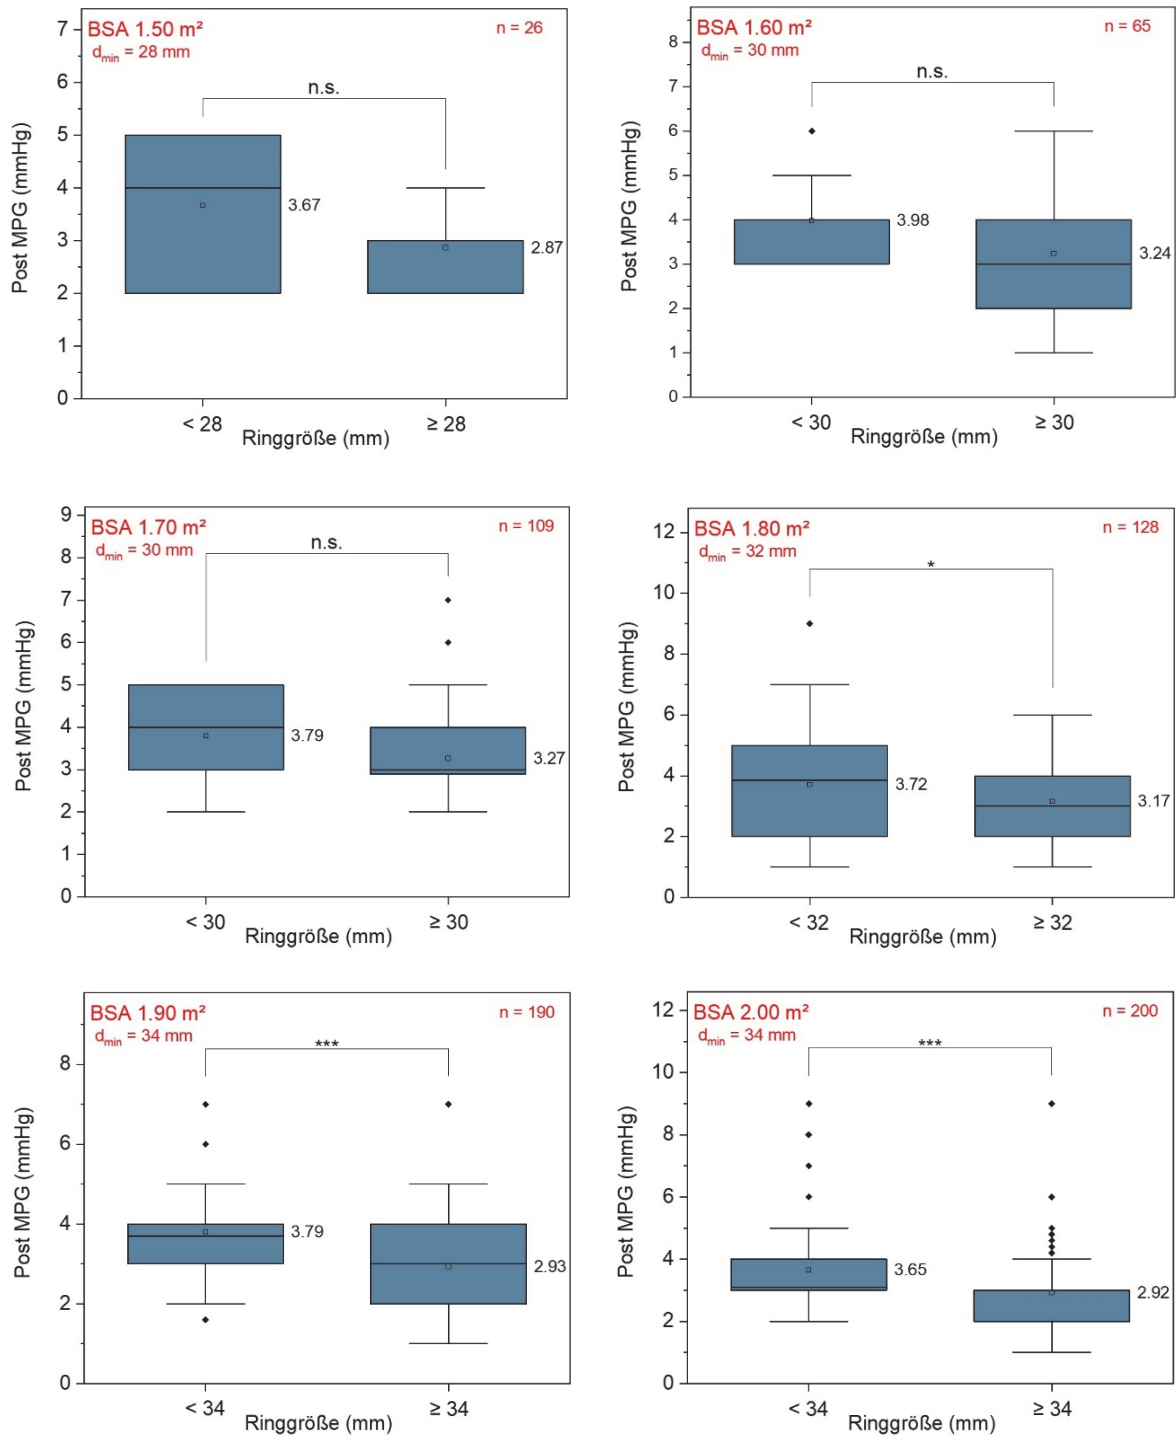 BSA 1.50 m²
n = 26
dmin = 28 mm
n.s.
Post MPG (mmHg)
7
6
5
4
3
2
1
0
3.67
2.87
< 28
≥ 28
Ringgröße (mm)
BSA 1.60 m²
n = 65
dmin = 30 mm
n.s.
Post MPG (mmHg)
8
7
6
5
4
3
2
1
0
3.98
3.24
< 30
≥ 30
Ringgröße (mm)
BSA 1.70 m²
n = 109
dmin = 30 mm
n.s.
Post MPG (mmHg)
9
8
7
6
5
4
3
2
1
0
3.79
3.27
< 30
≥ 30
Ringgröße (mm)
BSA 1.80 m²
n = 128
dmin = 32 mm
*
Post MPG (mmHg)
12
10
8
6
4
2
0
3.72
3.17
< 32
≥ 32
Ringgröße (mm)
BSA 1.90 m²
n = 190
dmin = 34 mm
***
Post MPG (mmHg)
8
6
4
2
0
3.79
2.93
< 34
≥ 34
Ringgröße (mm)
BSA 2.00 m²
n = 200
dmin = 34 mm
***
Post MPG (mmHg)
12
10
8
6
4
2
0
3.65
2.92
< 34
≥ 34
Ringgröße (mm)